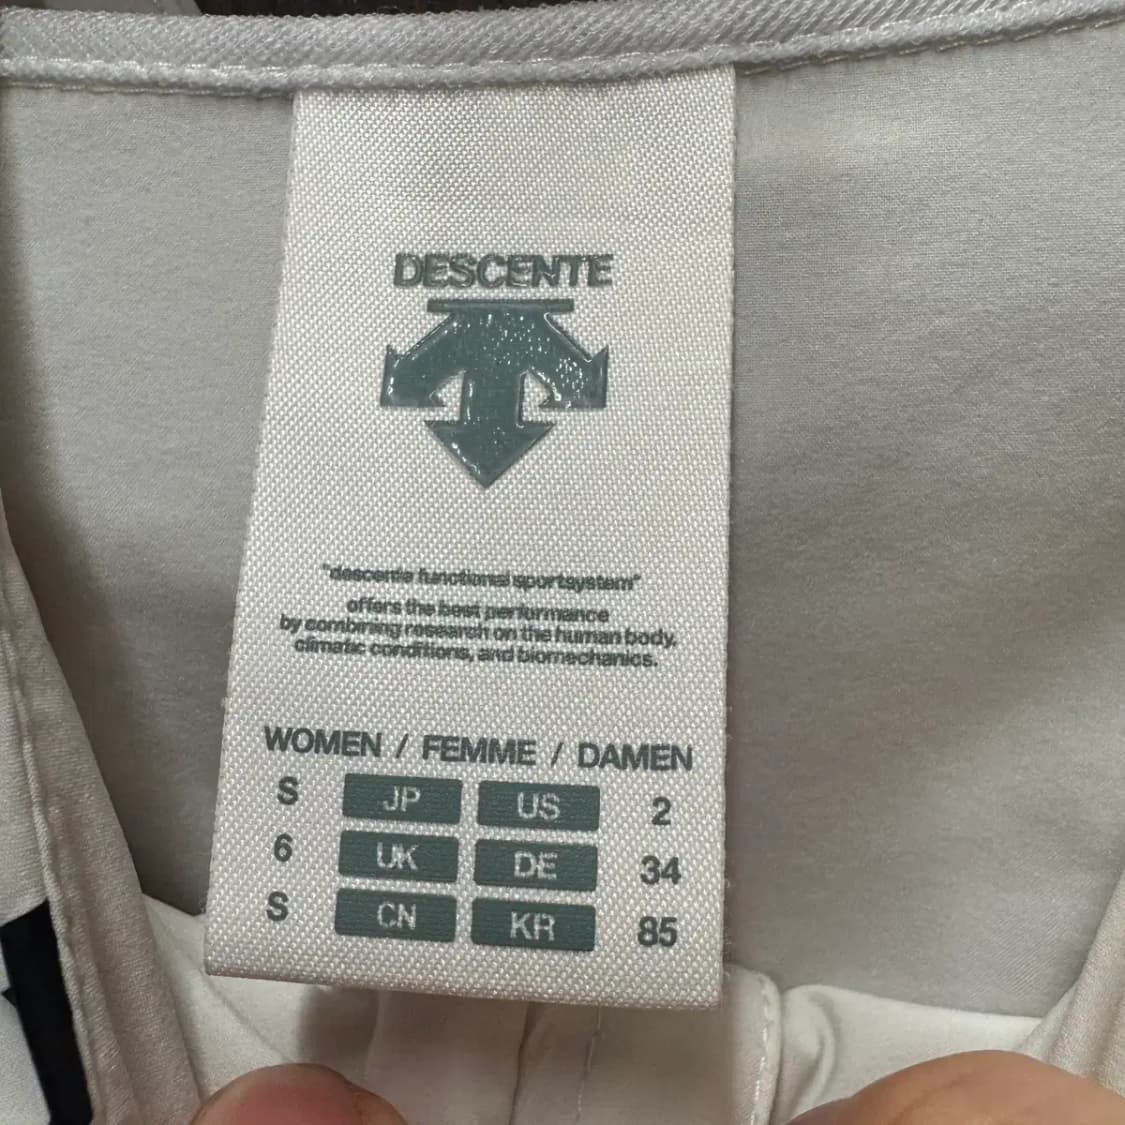 DESCENTE
"descente functional sportsystem"
offers the best performance
by combining research on the human body,
climatic conditions, and biomechanics.
WOMEN / FEMME / DAMEN
S JP US 2
6 UK DE 34
S CN KR 85